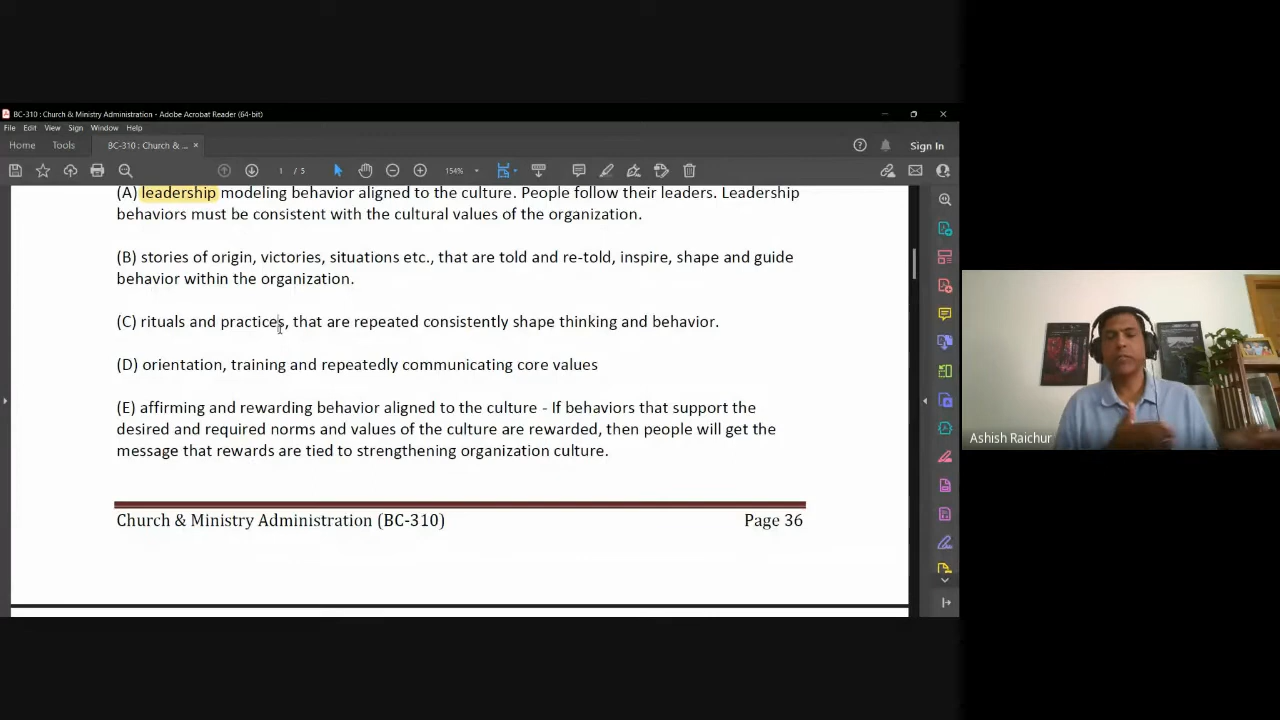 BC-310 : Church & Ministry Administration - Adobe Acrobat Reader (64-bit)
File Edit View Sign Window Help
Home Tools BC-310 : Church & ... ×
Sign In
1 / 5 154%
(A) leadership modeling behavior aligned to the culture. People follow their leaders. Leadership
behaviors must be consistent with the cultural values of the organization.
(B) stories of origin, victories, situations etc., that are told and re-told, inspire, shape and guide
behavior within the organization.
(C) rituals and practices, that are repeated consistently shape thinking and behavior.
(D) orientation, training and repeatedly communicating core values
(E) affirming and rewarding behavior aligned to the culture - If behaviors that support the
desired and required norms and values of the culture are rewarded, then people will get the
message that rewards are tied to strengthening organization culture.
Church & Ministry Administration (BC-310) Page 36
Ashish Raichur